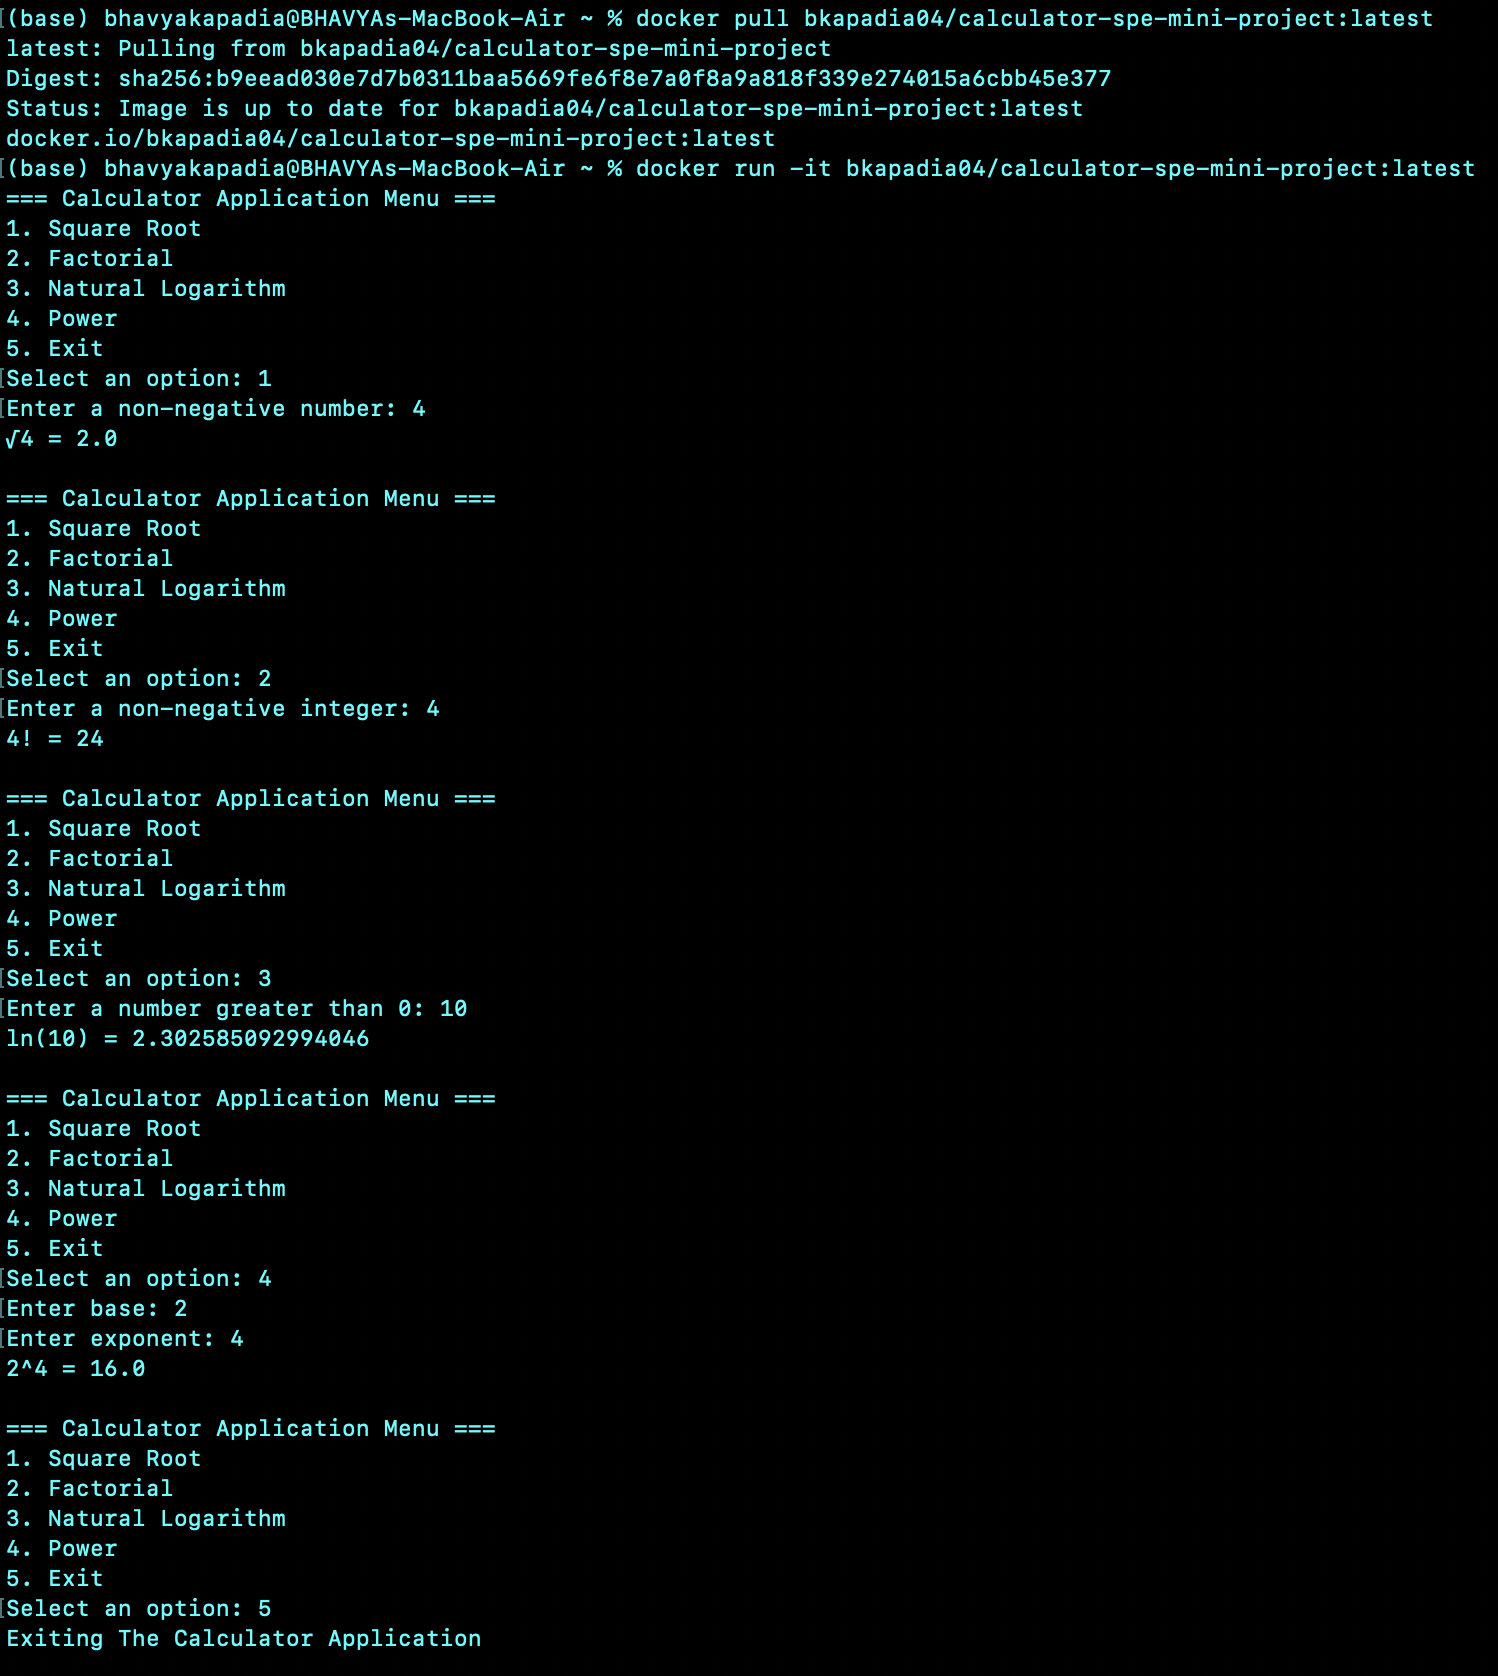 (base) bhavyakapadia@BHAVYAs-MacBook-Air ~ % docker pull bkapadia04/calculator-spe-mini-project:latest
latest: Pulling from bkapadia04/calculator-spe-mini-project
Digest: sha256:b9eead030e7d7b0311baa5669fe6f8e7a0f8a9a818f339e274015a6cbb45e377
Status: Image is up to date for bkapadia04/calculator-spe-mini-project:latest
docker.io/bkapadia04/calculator-spe-mini-project:latest
(base) bhavyakapadia@BHAVYAs-MacBook-Air ~ % docker run -it bkapadia04/calculator-spe-mini-project:latest
=== Calculator Application Menu ===
1. Square Root
2. Factorial
3. Natural Logarithm
4. Power
5. Exit
Select an option: 1
Enter a non-negative number: 4
√4 = 2.0

=== Calculator Application Menu ===
1. Square Root
2. Factorial
3. Natural Logarithm
4. Power
5. Exit
Select an option: 2
Enter a non-negative integer: 4
4! = 24

=== Calculator Application Menu ===
1. Square Root
2. Factorial
3. Natural Logarithm
4. Power
5. Exit
Select an option: 3
Enter a number greater than 0: 10
ln(10) = 2.302585092994046

=== Calculator Application Menu ===
1. Square Root
2. Factorial
3. Natural Logarithm
4. Power
5. Exit
Select an option: 4
Enter base: 2
Enter exponent: 4
2^4 = 16.0

=== Calculator Application Menu ===
1. Square Root
2. Factorial
3. Natural Logarithm
4. Power
5. Exit
Select an option: 5
Exiting The Calculator Application